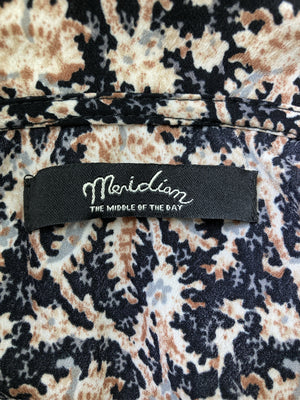 Meridian
THE MIDDLE OF THE DAY